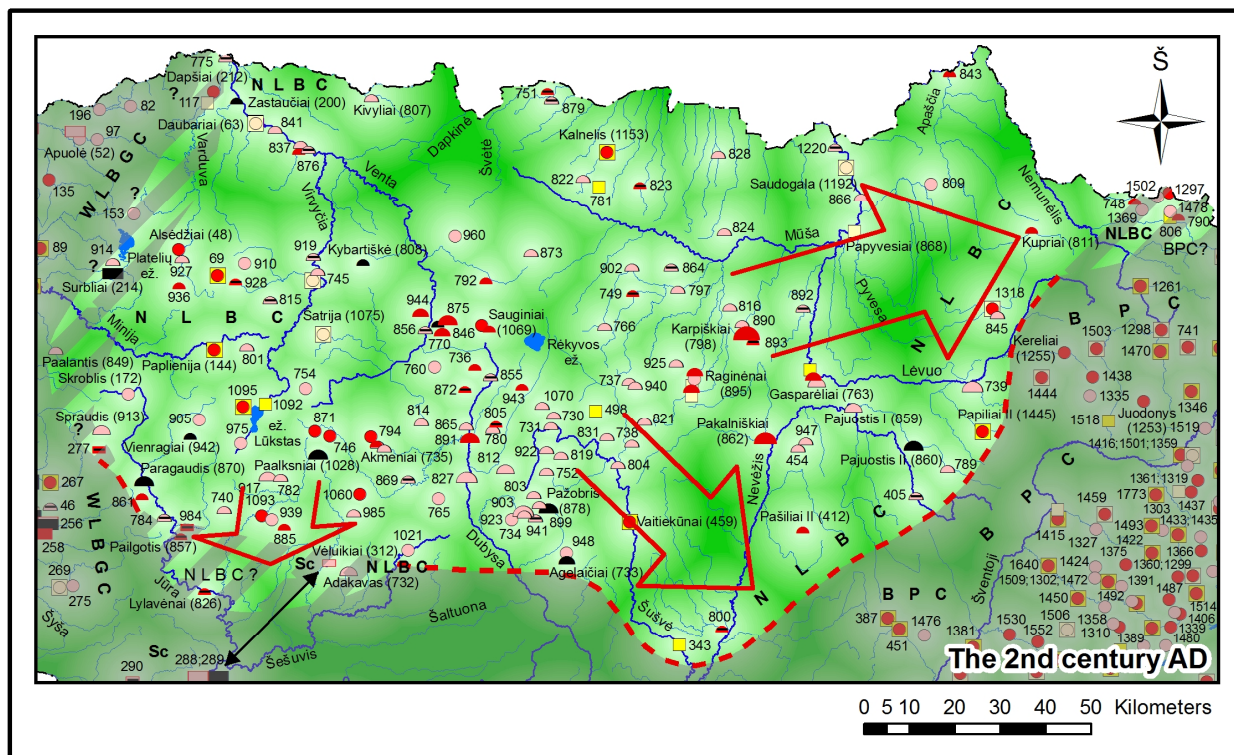 775
Dapšiai (212)
?
117
N L B C
Zastaučiai (200)
Kivyliai (807)
196
82
97
Apuolė (52)
Daubariai (63)
841
837
876
Varduva
Venta
Virvyčia
Dapkinė
Švėtė
751
879
Kalnelis (1153)
822
781
823
828
843
Apaščia
Š
1220
Saudogala (1192)
866
809
Nemunėlis
1502
1297
748
1369
1478
790
806
NLBC
BPC?
Mūša
Papyvesiai (868)
Kupriai (811)
135
W L B G C
?
153
89
914
?
Alsėdžiai (48)
Platelių
ež.
927
69
910
928
936
Surbliai (214)
919
Kybartiškė (808)
745
815
960
873
792
824
902
864
749
797
892
Pyvesa
N L B C
1318
845
1261
B P C
Minija
N L B C
Šatrija (1075)
944
875
856
846
770
Sauginiai
(1069)
Rėkyvos
ež.
766
816
890
Karpiškiai
(798)
893
Kereliai
(1255)
1503
1298
741
1470
Paalantis (849)
Skroblis (172)
Paplienija (144)
801
736
760
855
872
943
925
737
940
Raginėnai
(895)
Gasparėliai (763)
Lėvuo
739
1444
1438
1335
1346
Spraudis (913)
?
277
754
1095
1092
ež.
Lūkstas
905
975
Vienragiai (942)
871
746
794
Akmeniai (735)
814
865
805
891
780
812
1070
730
731
498
831
821
738
922
819
804
752
Pakalniškiai
(862)
Pajuostis I (859)
947
454
Pajuostis II (860)
Papiliai II (1445)
Juodonys
(1253)
1518
1519
1416;1501;1359
Paragaudis (870)
Paalksniai (1028)
917
782
740
1093
939
885
1060
985
869
827
765
803
903
923
734
941
Pažobris
(878)
899
Vaitiekūnai (459)
Nevėžis
Pašiliai II (412)
789
405
267
46
256
258
W L B G C
861
784
984
Pailgotis (857)
269
275
Šyša
Jūra
N L B C ?
Lylavėnai (826)
Vėluikiai (312)
Sc
Adakavas (732)
1021
N L B C
Dubysa
948
Agelaičiai (733)
N L B C
B P C
1361;1319
1773
1303
1437
1459
1493
1433;
1435
1415
1327
1422
1375
1366
1640
1424
1360;1299
1509;1302;1472
1391
1487
1450
1492
1514
1506
1358
1406
1310
1339
1389
1480
Šventoji
B P C
387
1476
451
1381
1530
1552
Šaltuona
Šešuvis
Sc
290
288;289
Šušvė
343
800
The 2nd century AD
0 5 10 20 30 40 50 Kilometers